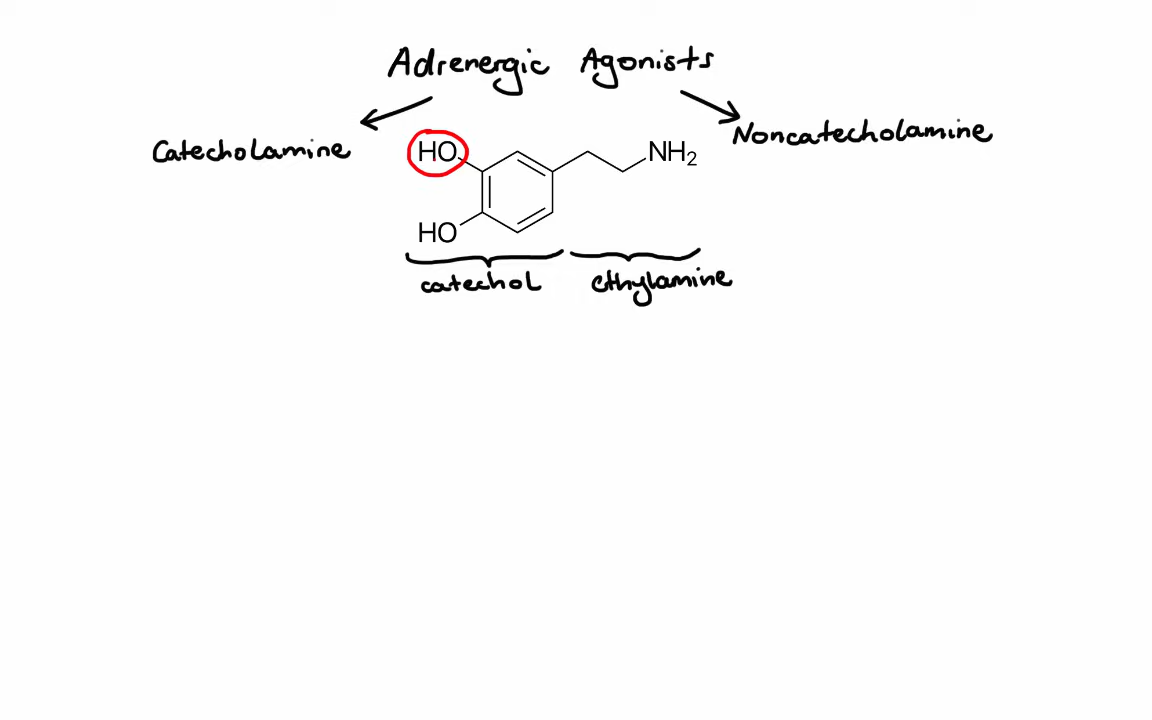 Adrenergic Agonists
Catecholamine
Noncatecholamine
HO
NH2
HO
catechol
ethylamine